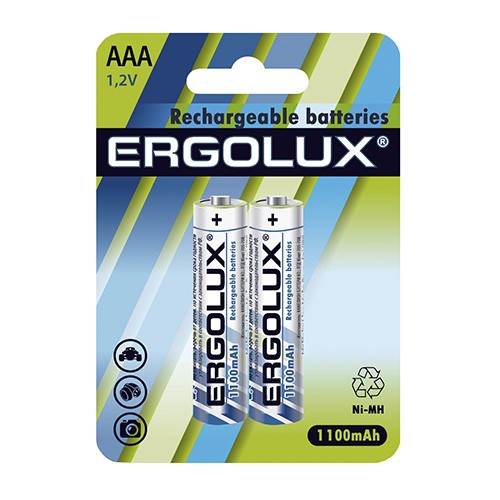 AAA
1,2V
Rechargeable batteries
ERGOLUX®
+
+
Rechargeable batteries
ERGOLUX®
1100mAh
Rechargeable batteries
ERGOLUX®
1100mAh
Ni-MH
1100mAh